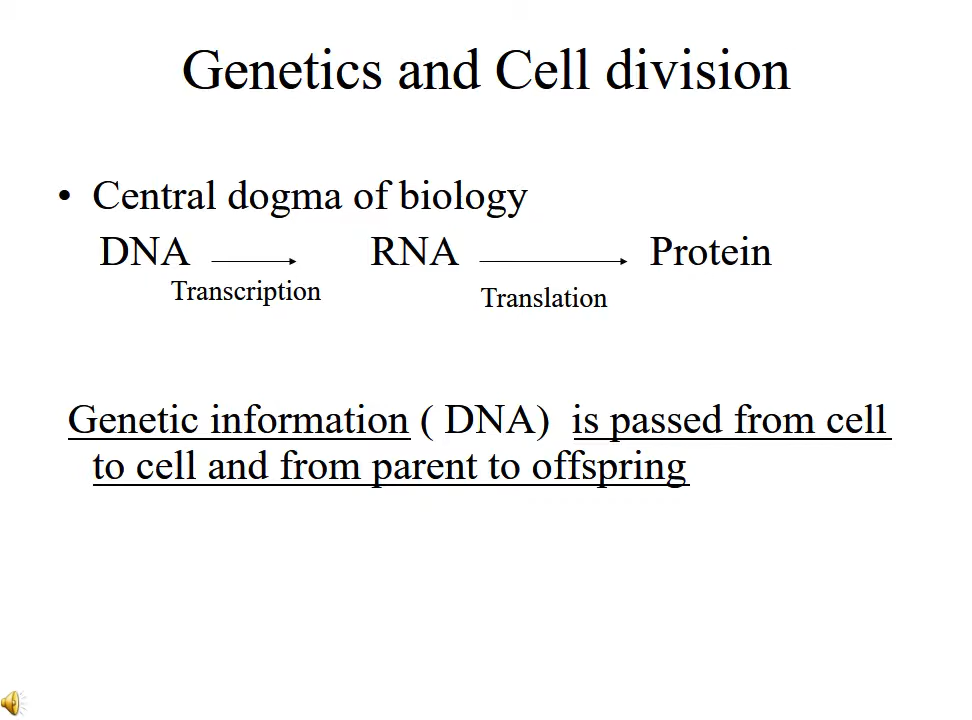 Genetics and Cell division
• Central dogma of biology
DNA RNA Protein
Transcription Translation
Genetic information ( DNA) is passed from cell
to cell and from parent to offspring